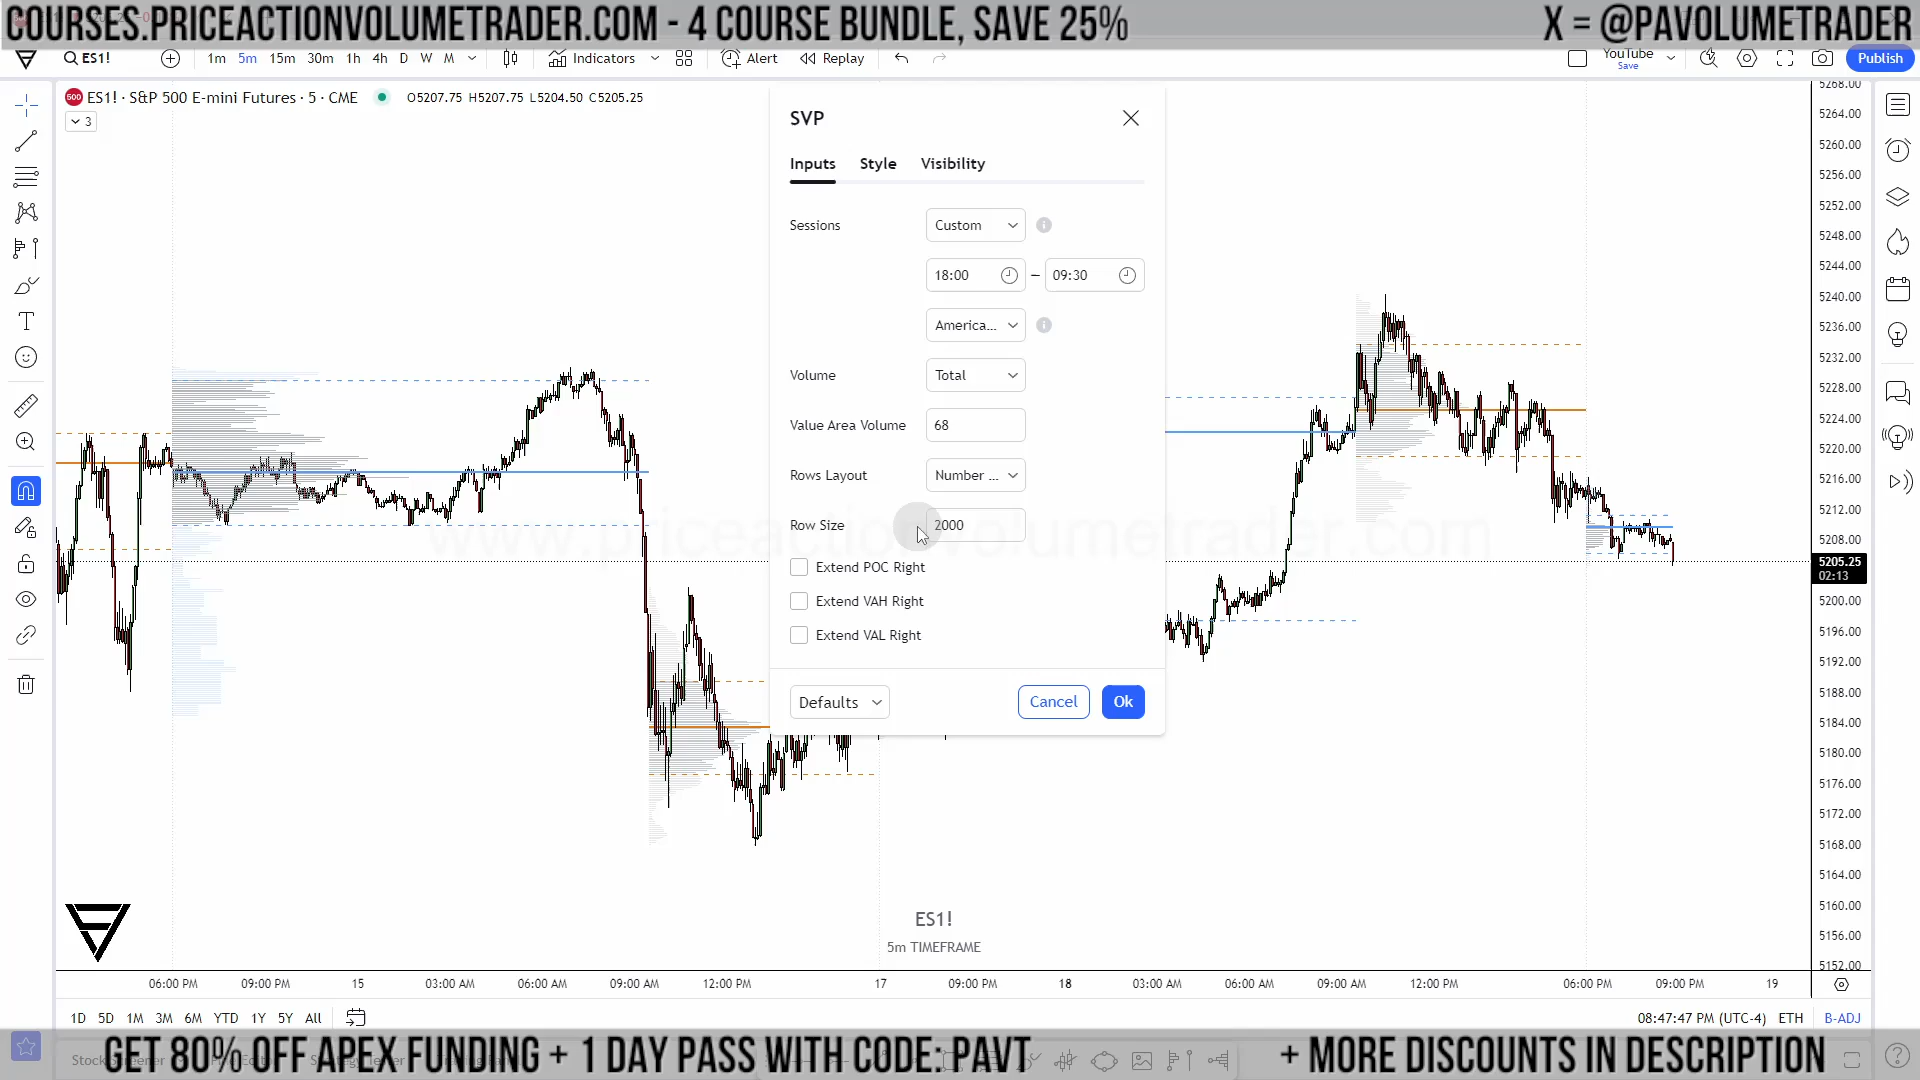 COURSES.PRICEACTIONVOLUMETRADER.COM - 4 COURSE BUNDLE, SAVE 25%
X = @PAVOLUMETRADER
ES1!
1m 5m 15m 30m 1h 4h D W M
Indicators
Alert
Replay
YouTube
Save
Publish
500 ES1! · S&P 500 E-mini Futures · 5 · CME
O5207.75 H5207.75 L5204.50 C5205.25
3
SVP
Inputs Style Visibility
Sessions Custom
18:00 – 09:30
America...
Volume Total
Value Area Volume 68
Rows Layout Number ...
Row Size 2000
Extend POC Right
Extend VAH Right
Extend VAL Right
Defaults Cancel Ok
www.priceactionvolumetrader.com
5268.00
5264.00
5260.00
5256.00
5252.00
5248.00
5244.00
5240.00
5236.00
5232.00
5228.00
5224.00
5220.00
5216.00
5212.00
5208.00
5205.25
02:13
5200.00
5196.00
5192.00
5188.00
5184.00
5180.00
5176.00
5172.00
5168.00
5164.00
5160.00
5156.00
5152.00
ES1!
5m TIMEFRAME
06:00 PM 09:00 PM 15 03:00 AM 06:00 AM 09:00 AM 12:00 PM 17 09:00 PM 18 03:00 AM 06:00 AM 09:00 AM 12:00 PM 06:00 PM 09:00 PM 19
1D 5D 1M 3M 6M YTD 1Y 5Y All
08:47:47 PM (UTC-4) ETH B-ADJ
GET 80% OFF APEX FUNDING + 1 DAY PASS WITH CODE: PAVT
+ MORE DISCOUNTS IN DESCRIPTION